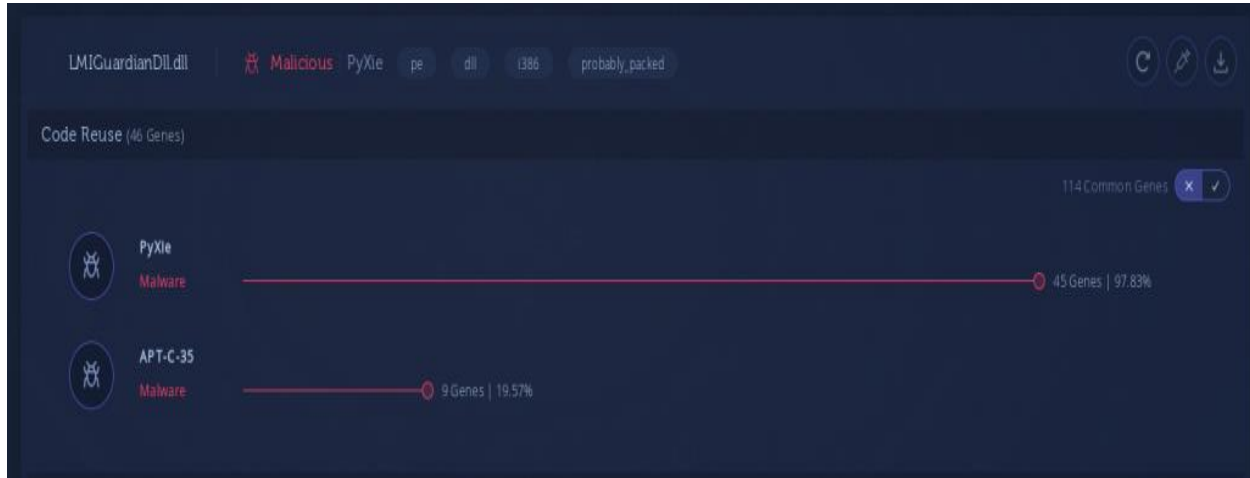 LMIGuardianDll.dll Malicious PyXie pe dll i386 probably_packed
Code Reuse (46 Genes)
114 Common Genes
PyXie
Malware 45 Genes | 97.83%
APT-C-35
Malware 9 Genes | 19.57%